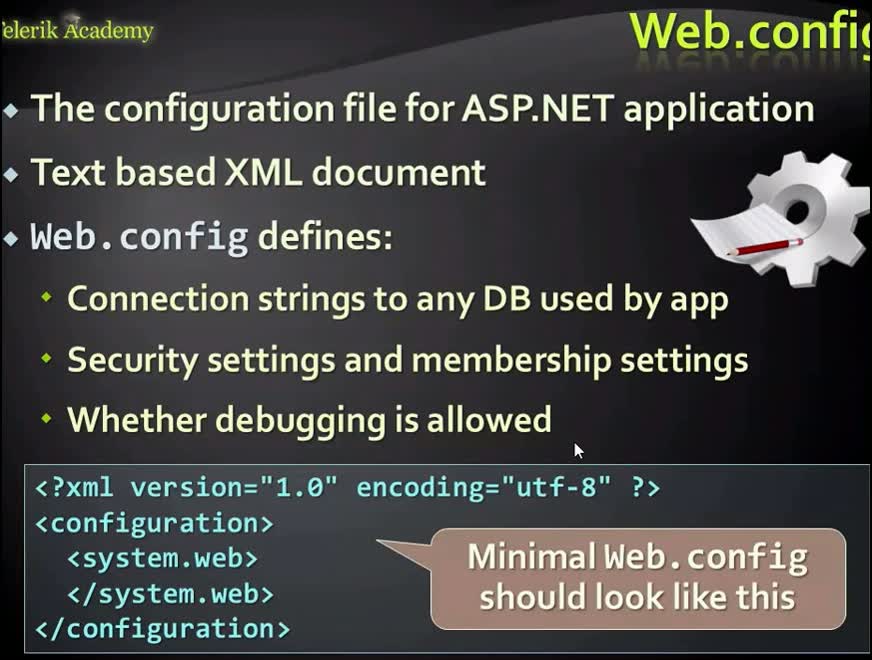 elerik Academy
Web.config
The configuration file for ASP.NET application
Text based XML document
Web.config defines:
Connection strings to any DB used by app
Security settings and membership settings
Whether debugging is allowed
<?xml version="1.0" encoding="utf-8" ?>
<configuration>
<system.web>
</system.web>
</configuration>
Minimal Web.config
should look like this